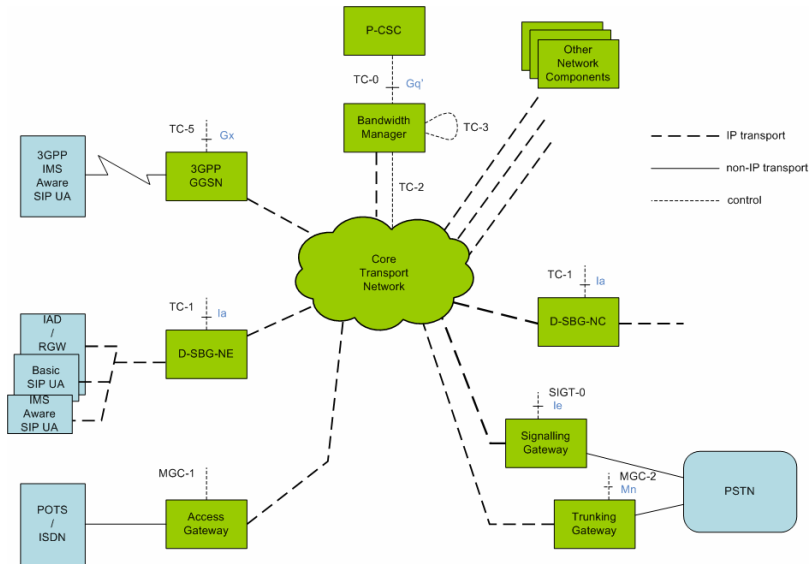 P-CSC
TC-0
Gq'
Bandwidth
Manager
TC-3
TC-2
Other
Network
Components
IP transport
non-IP transport
control
3GPP
IMS
Aware
SIP UA
TC-5
Gx
3GPP
GGSN
Core
Transport
Network
TC-1
Ia
D-SBG-NC
IAD
/
RGW
Basic
SIP UA
IMS
Aware
SIP UA
TC-1
Ia
D-SBG-NE
SIGT-0
Ie
Signalling
Gateway
POTS
/
ISDN
MGC-1
Access
Gateway
MGC-2
Mn
Trunking
Gateway
PSTN